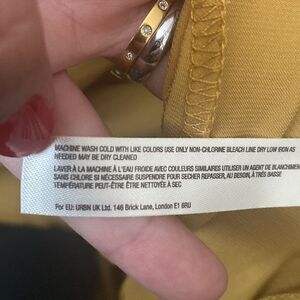 MACHINE WASH COLD WITH LIKE COLORS USE ONLY NON-CHLORINE BLEACH LINE DRY LOW IRON AS
NEEDED MAY BE DRY CLEANED
LAVER À LA MACHINE À L'EAU FROIDE AVEC COULEURS SIMILAIRES UTILISER UN AGENT DE BLANCHIMENT
SANS CHLORE SI NÉCESSAIRE SUSPENDRE POUR SECHER REPASSER, AU BESOIN, À TRÈS BASSE
TEMPÉRATURE PEUT-ÊTRE ÊTRE NETTOYÉE À SEC
For EU: URBN UK Ltd. 146 Brick Lane, London E1 6RU